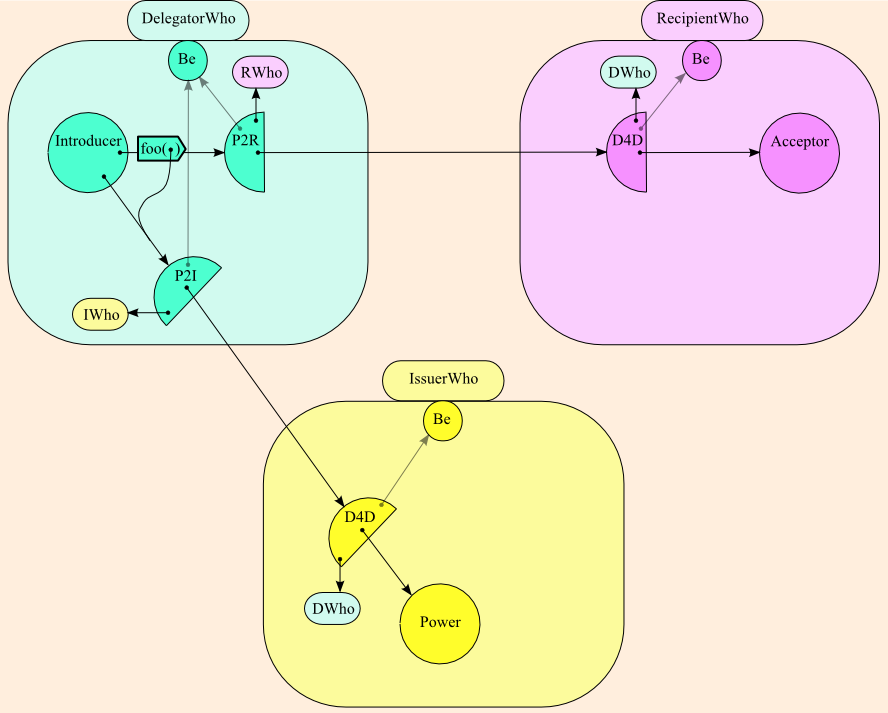 DelegatorWho
RecipientWho
Be
RWho
DWho
Be
Introducer
foo( )
P2R
D4D
Acceptor
P2I
IWho
IssuerWho
Be
D4D
DWho
Power